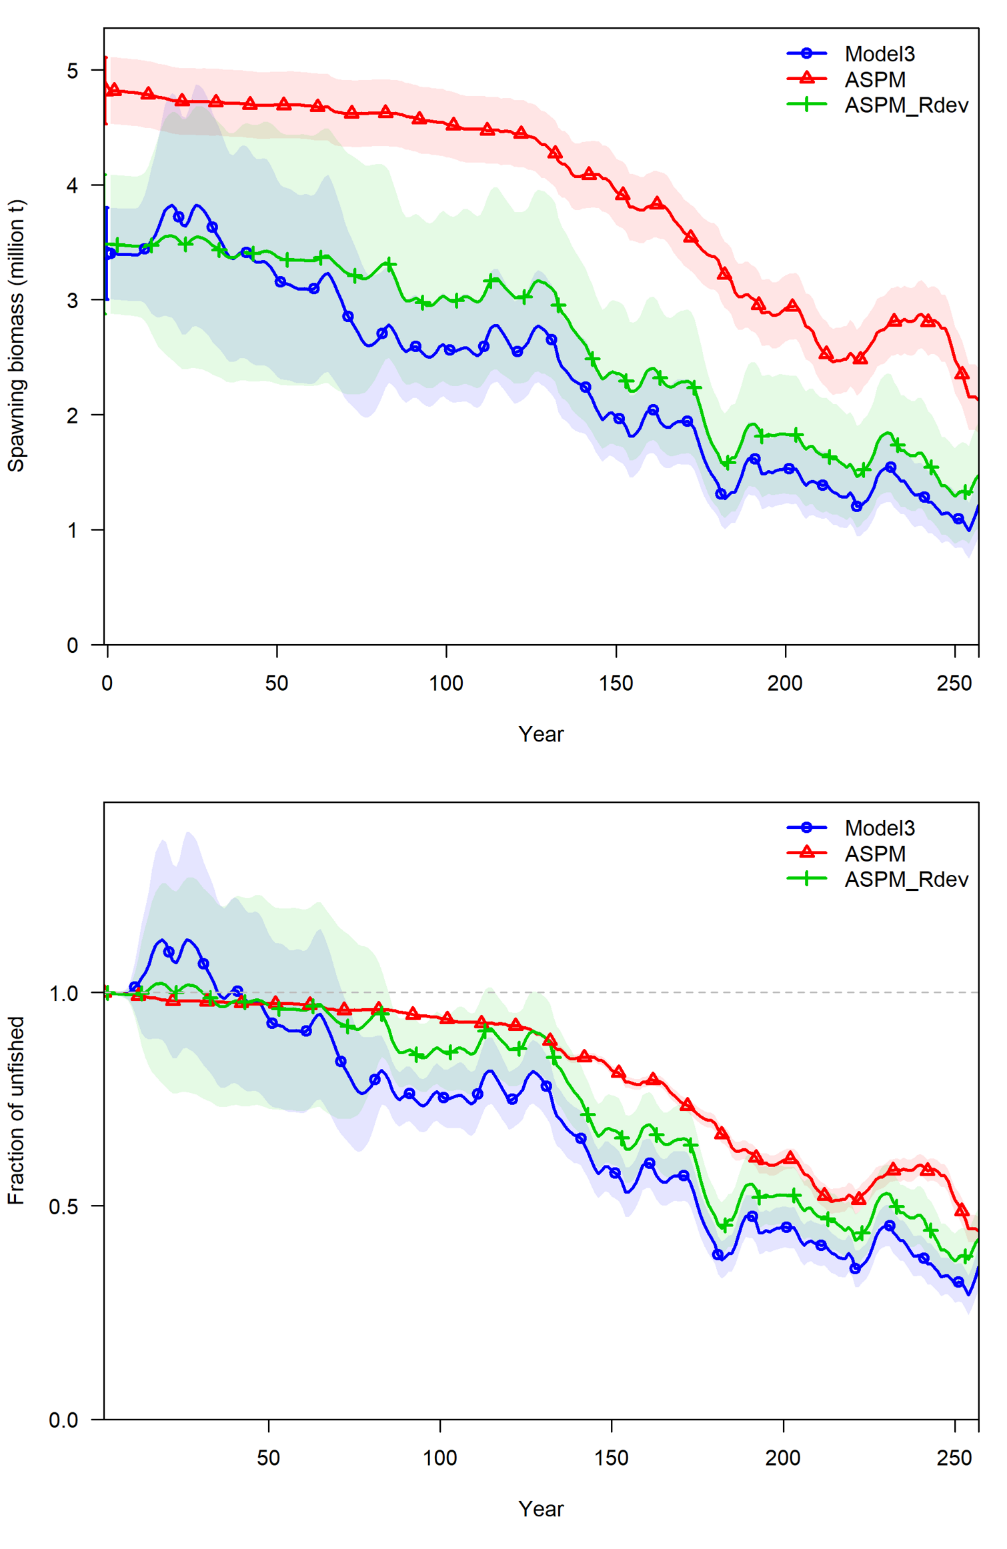 Spawning biomass (million t)
5
4
3
2
1
0
0 50 100 150 200 250
Year
Model3
ASPM
ASPM_Rdev
Fraction of unfished
1.0
0.5
0.0
50 100 150 200 250
Year
Model3
ASPM
ASPM_Rdev